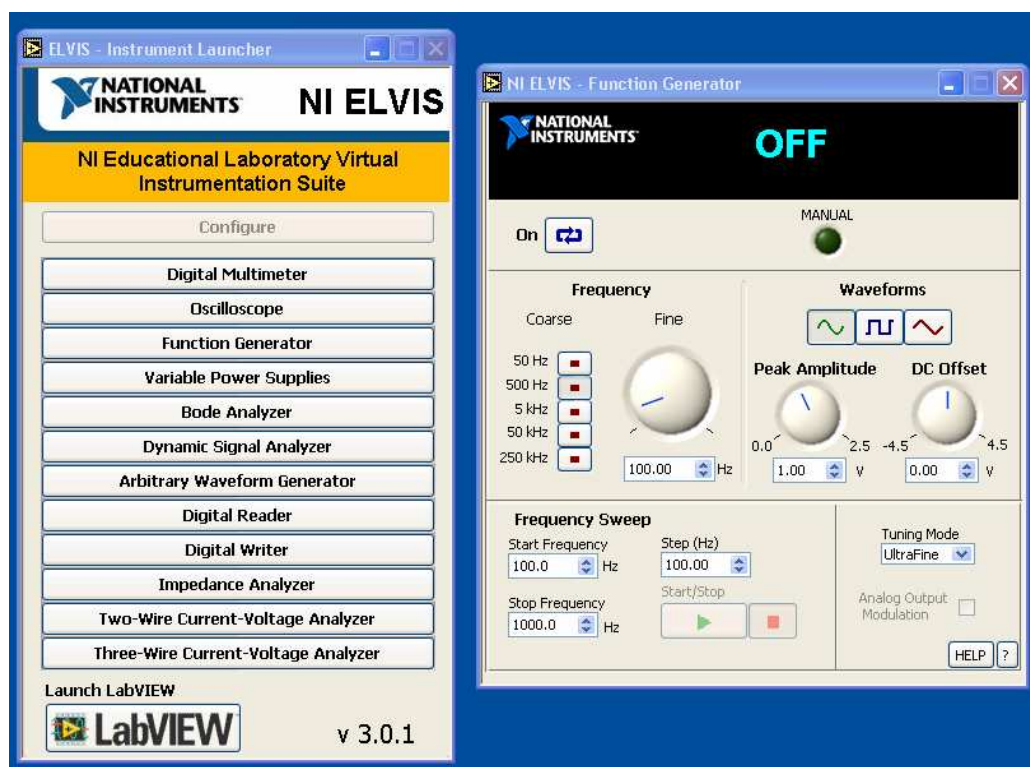 ELVIS - Instrument Launcher
NATIONAL
INSTRUMENTS
NI ELVIS
NI Educational Laboratory Virtual
Instrumentation Suite
Configure
Digital Multimeter
Oscilloscope
Function Generator
Variable Power Supplies
Bode Analyzer
Dynamic Signal Analyzer
Arbitrary Waveform Generator
Digital Reader
Digital Writer
Impedance Analyzer
Two-Wire Current-Voltage Analyzer
Three-Wire Current-Voltage Analyzer
Launch LabVIEW
LabVIEW
v 3.0.1
NI ELVIS - Function Generator
NATIONAL
INSTRUMENTS
OFF
On
MANUAL
Frequency
Coarse Fine
50 Hz
500 Hz
5 kHz
50 kHz
250 kHz
100.00 Hz
Waveforms
Peak Amplitude DC Offset
0.0 2.5 -4.5 4.5
1.00 V 0.00 V
Frequency Sweep
Start Frequency Step (Hz)
100.0 Hz 100.00
Stop Frequency Start/Stop
1000.0 Hz
Tuning Mode
UltraFine
Analog Output
Modulation
HELP ?